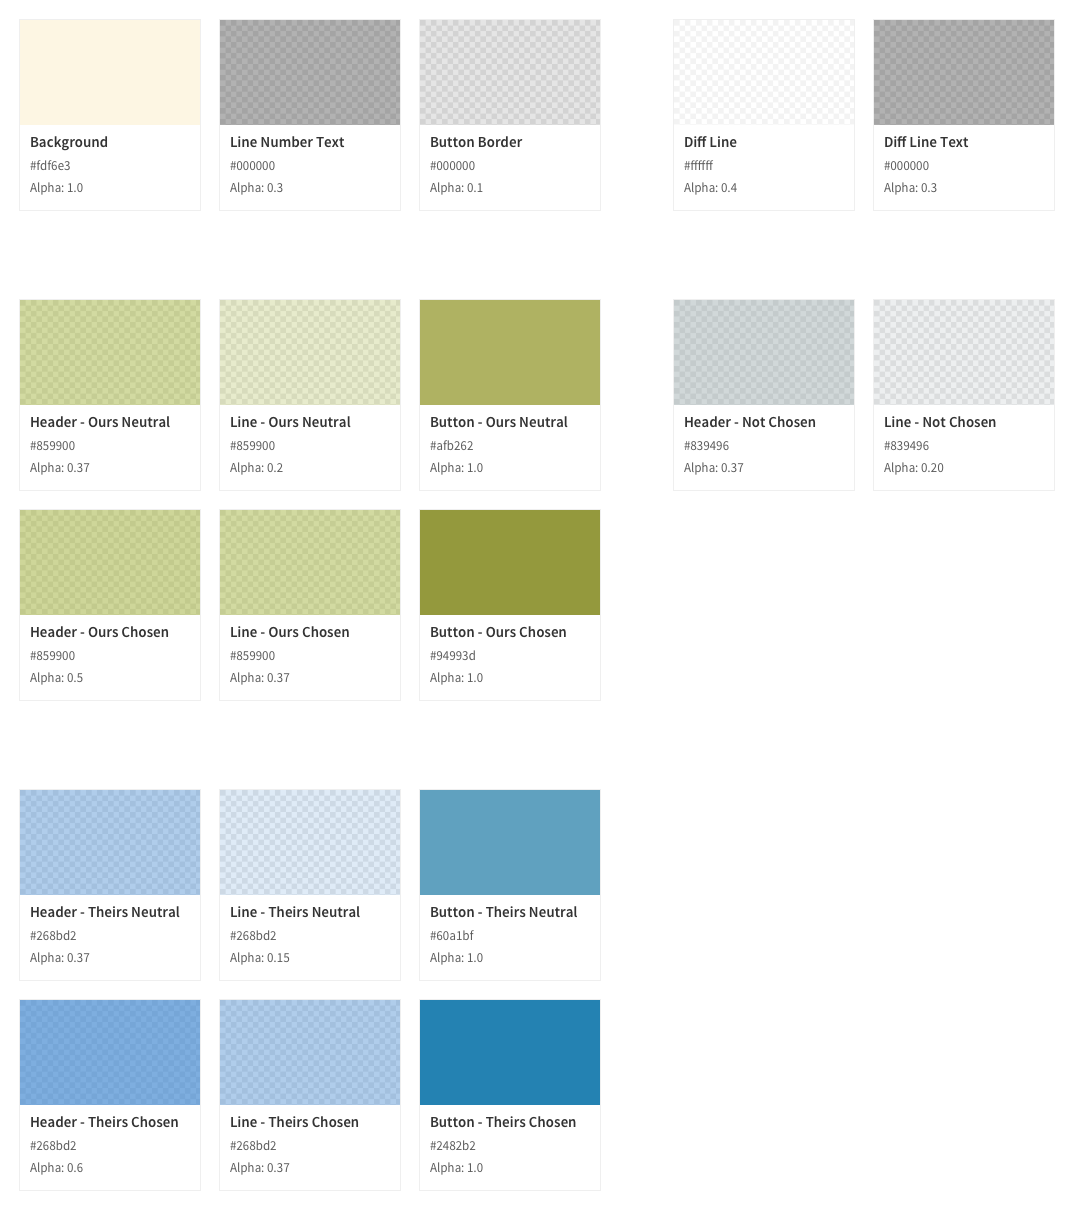 Background
#fdf6e3
Alpha: 1.0
Line Number Text
#000000
Alpha: 0.3
Button Border
#000000
Alpha: 0.1
Diff Line
#ffffff
Alpha: 0.4
Diff Line Text
#000000
Alpha: 0.3
Header - Ours Neutral
#859900
Alpha: 0.37
Line - Ours Neutral
#859900
Alpha: 0.2
Button - Ours Neutral
#afb262
Alpha: 1.0
Header - Not Chosen
#839496
Alpha: 0.37
Line - Not Chosen
#839496
Alpha: 0.20
Header - Ours Chosen
#859900
Alpha: 0.5
Line - Ours Chosen
#859900
Alpha: 0.37
Button - Ours Chosen
#94993d
Alpha: 1.0
Header - Theirs Neutral
#268bd2
Alpha: 0.37
Line - Theirs Neutral
#268bd2
Alpha: 0.15
Button - Theirs Neutral
#60a1bf
Alpha: 1.0
Header - Theirs Chosen
#268bd2
Alpha: 0.6
Line - Theirs Chosen
#268bd2
Alpha: 0.37
Button - Theirs Chosen
#2482b2
Alpha: 1.0